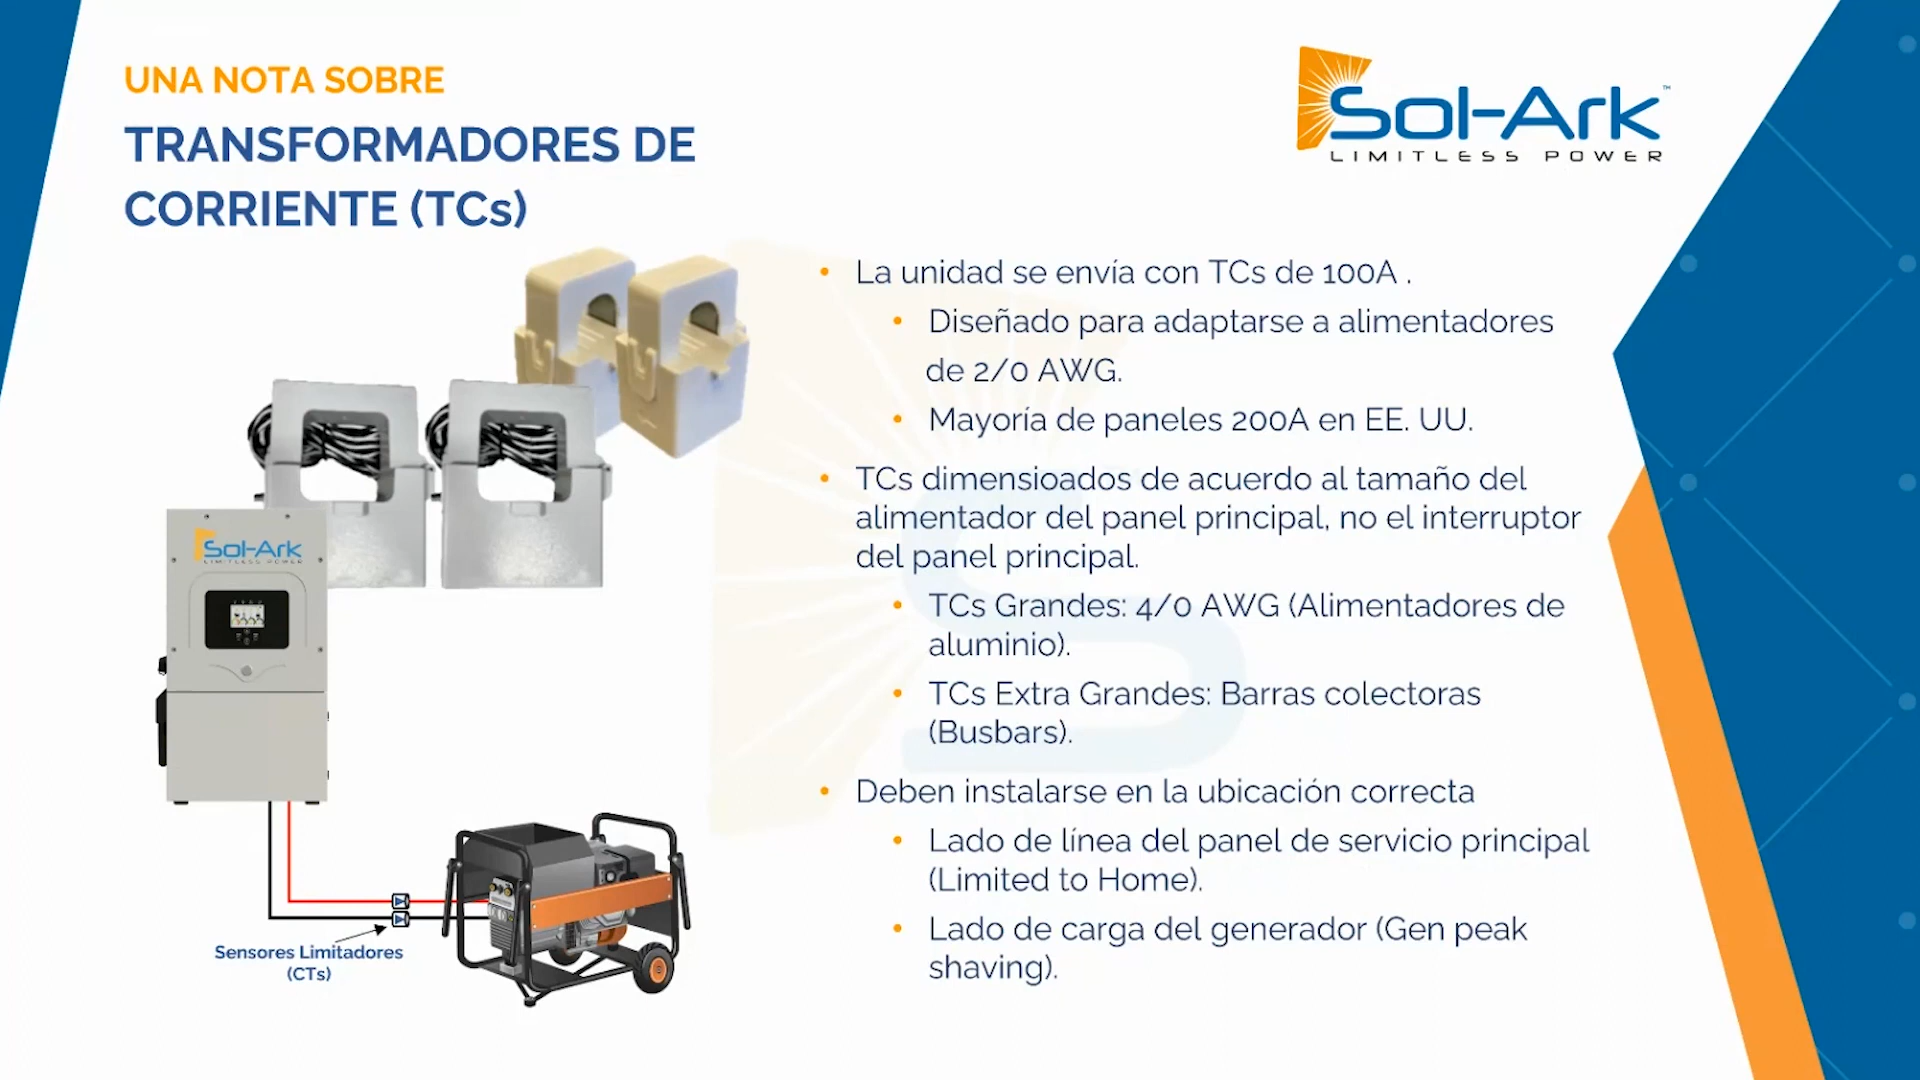 UNA NOTA SOBRE
TRANSFORMADORES DE
CORRIENTE (TCs)
Sol-Ark™
LIMITLESS POWER
• La unidad se envía con TCs de 100A .
• Diseñado para adaptarse a alimentadores
de 2/0 AWG.
• Mayoría de paneles 200A en EE. UU.
• TCs dimensioados de acuerdo al tamaño del
alimentador del panel principal, no el interruptor
del panel principal.
• TCs Grandes: 4/0 AWG (Alimentadores de
aluminio).
• TCs Extra Grandes: Barras colectoras
(Busbars).
• Deben instalarse en la ubicación correcta
• Lado de línea del panel de servicio principal
(Limited to Home).
• Lado de carga del generador (Gen peak
shaving).
Sol-Ark
LIMITLESS POWER
Sensores Limitadores
(CTs)